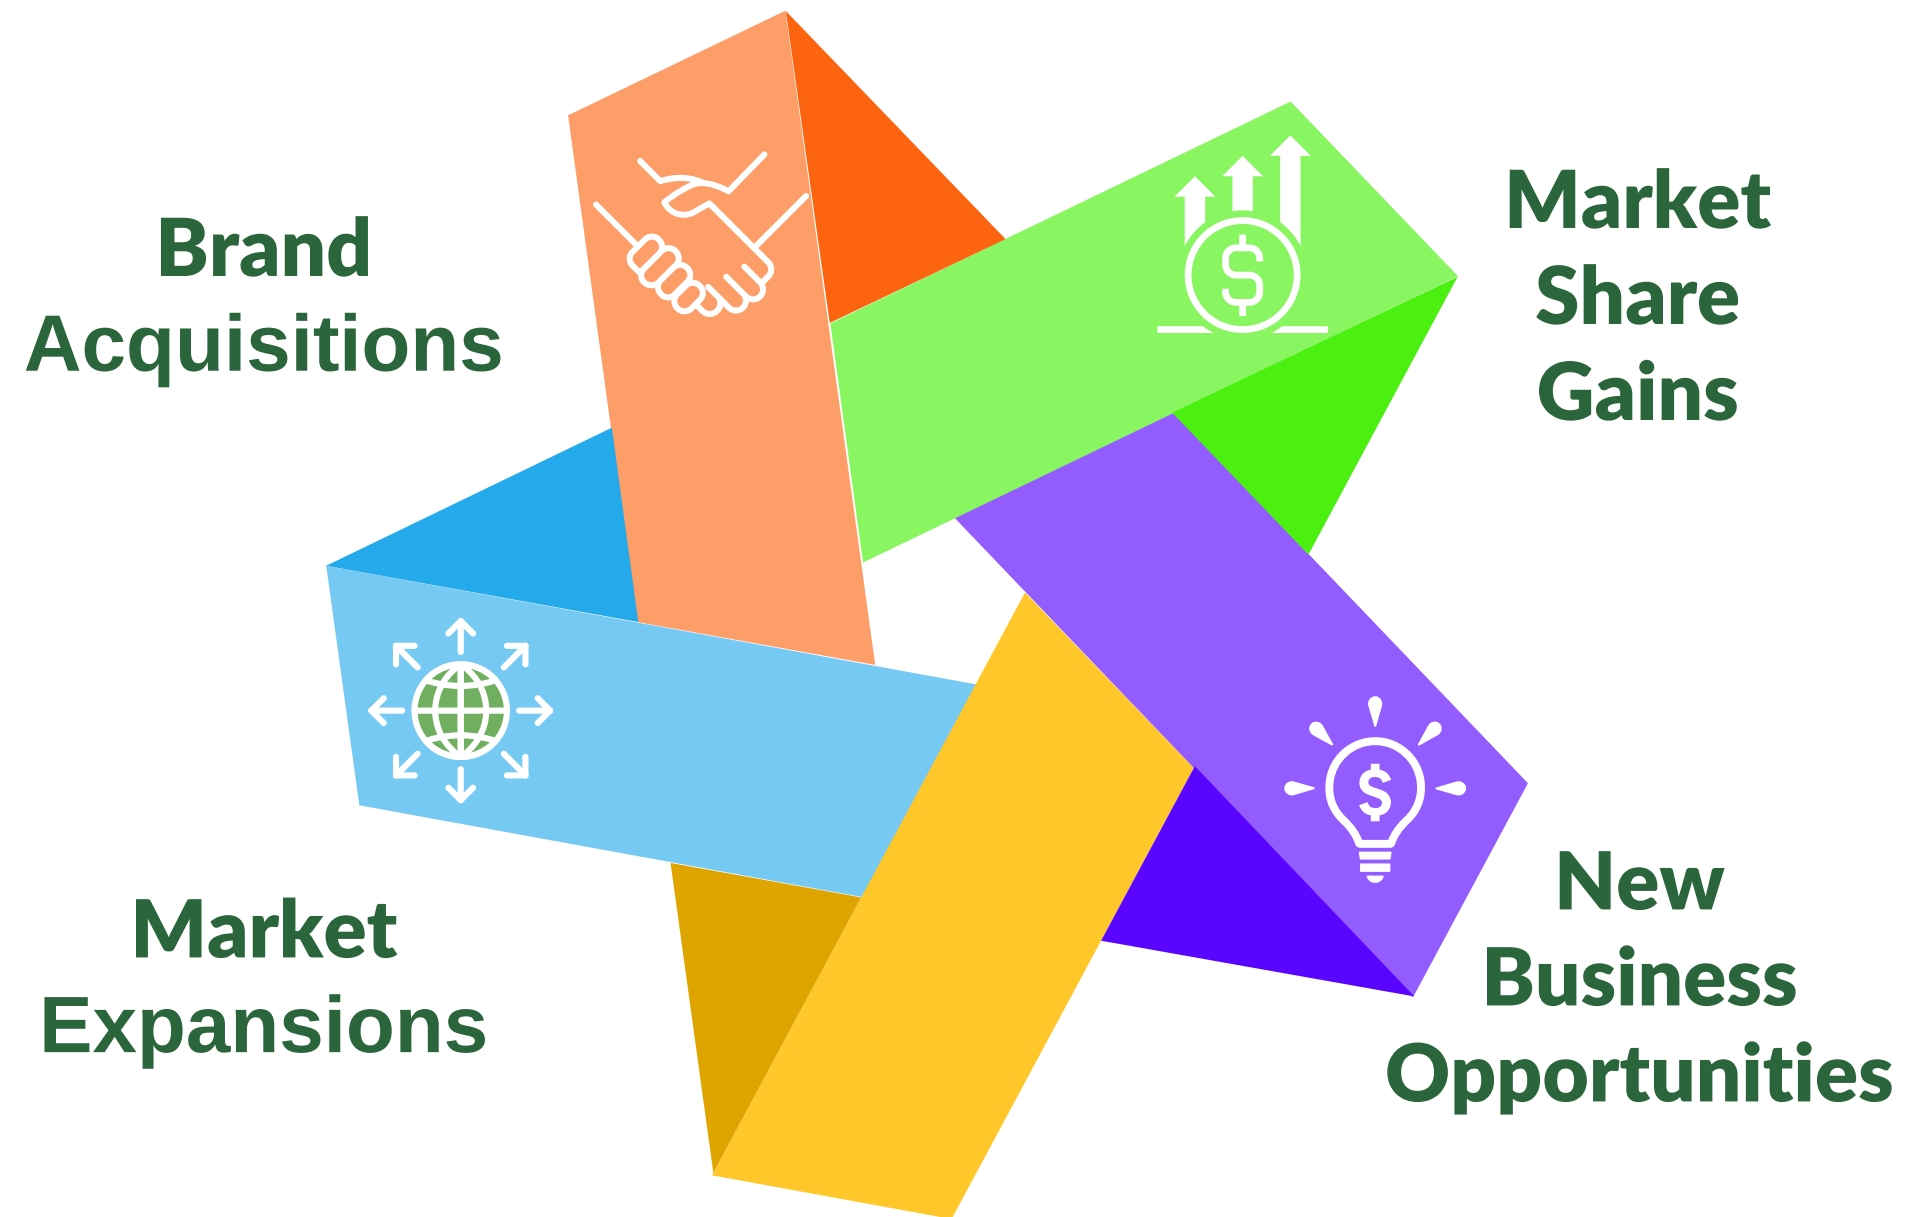 Brand
Acquisitions
Market
Share
Gains
Market
Expansions
New
Business
Opportunities
$
$